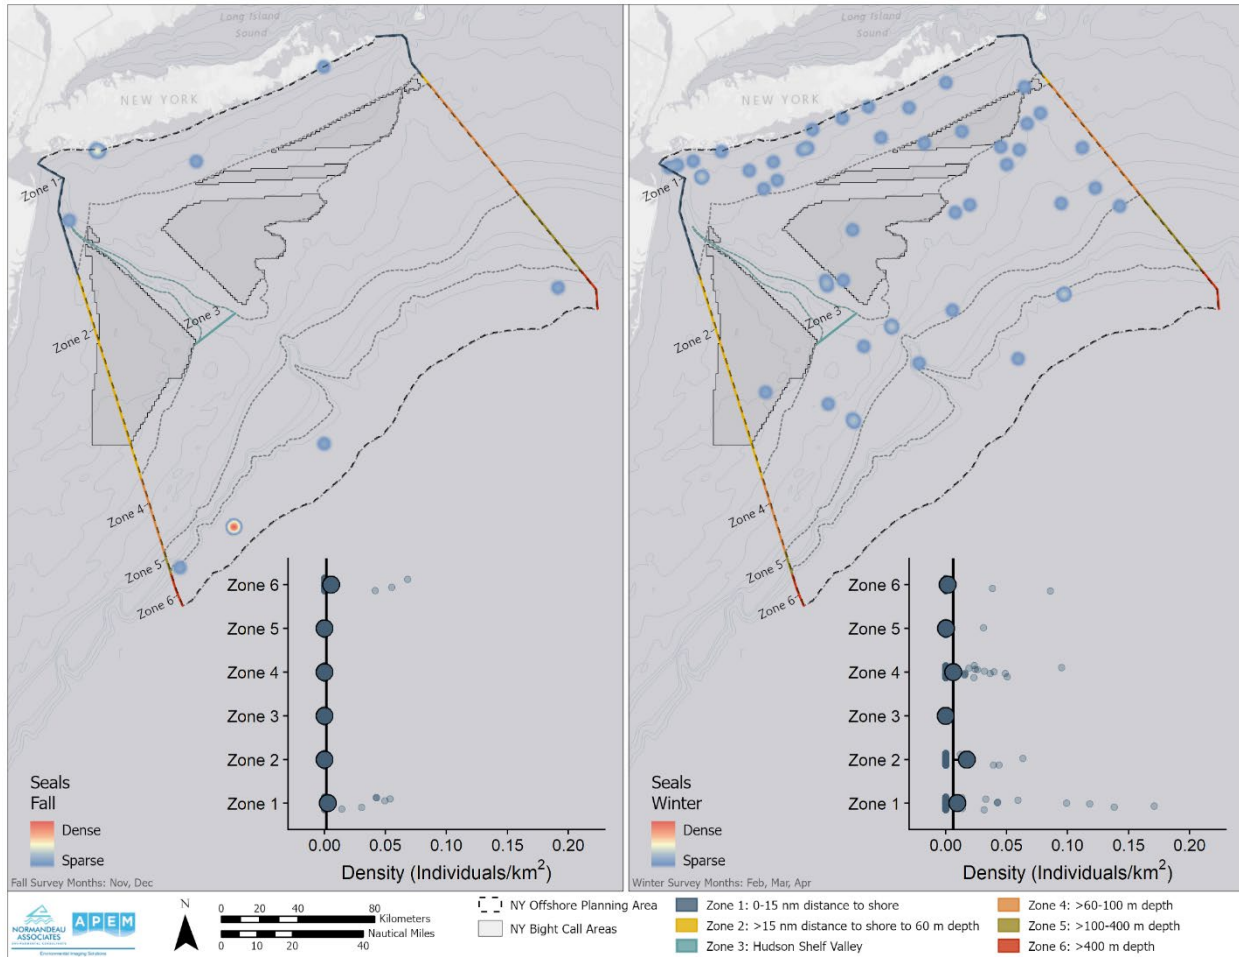 Long Island
Sound
NEW YORK
Zone 1
Zone 2
Zone 3
Zone 4
Zone 5
Zone 6
Zone 6
Zone 5
Zone 4
Zone 3
Zone 2
Zone 1
0.00 0.05 0.10 0.15 0.20
Density (Individuals/km²)
Seals
Fall
Dense
Sparse
Fall Survey Months: Nov, Dec
Long Island
Sound
NEW YORK
Zone 1
Zone 2
Zone 3
Zone 4
Zone 5
Zone 6
Zone 6
Zone 5
Zone 4
Zone 3
Zone 2
Zone 1
0.00 0.05 0.10 0.15 0.20
Density (Individuals/km²)
Seals
Winter
Dense
Sparse
Winter Survey Months: Feb, Mar, Apr
NORMANDEAU
ASSOCIATES
ENVIRONMENTAL CONSULTANTS
APEM
Environmental Imaging Solutions
N
0 20 40 60 80
Kilometers
Nautical Miles
0 10 20 40
NY Offshore Planning Area
NY Bight Call Areas
Zone 1: 0-15 nm distance to shore
Zone 2: >15 nm distance to shore to 60 m depth
Zone 3: Hudson Shelf Valley
Zone 4: >60-100 m depth
Zone 5: >100-400 m depth
Zone 6: >400 m depth